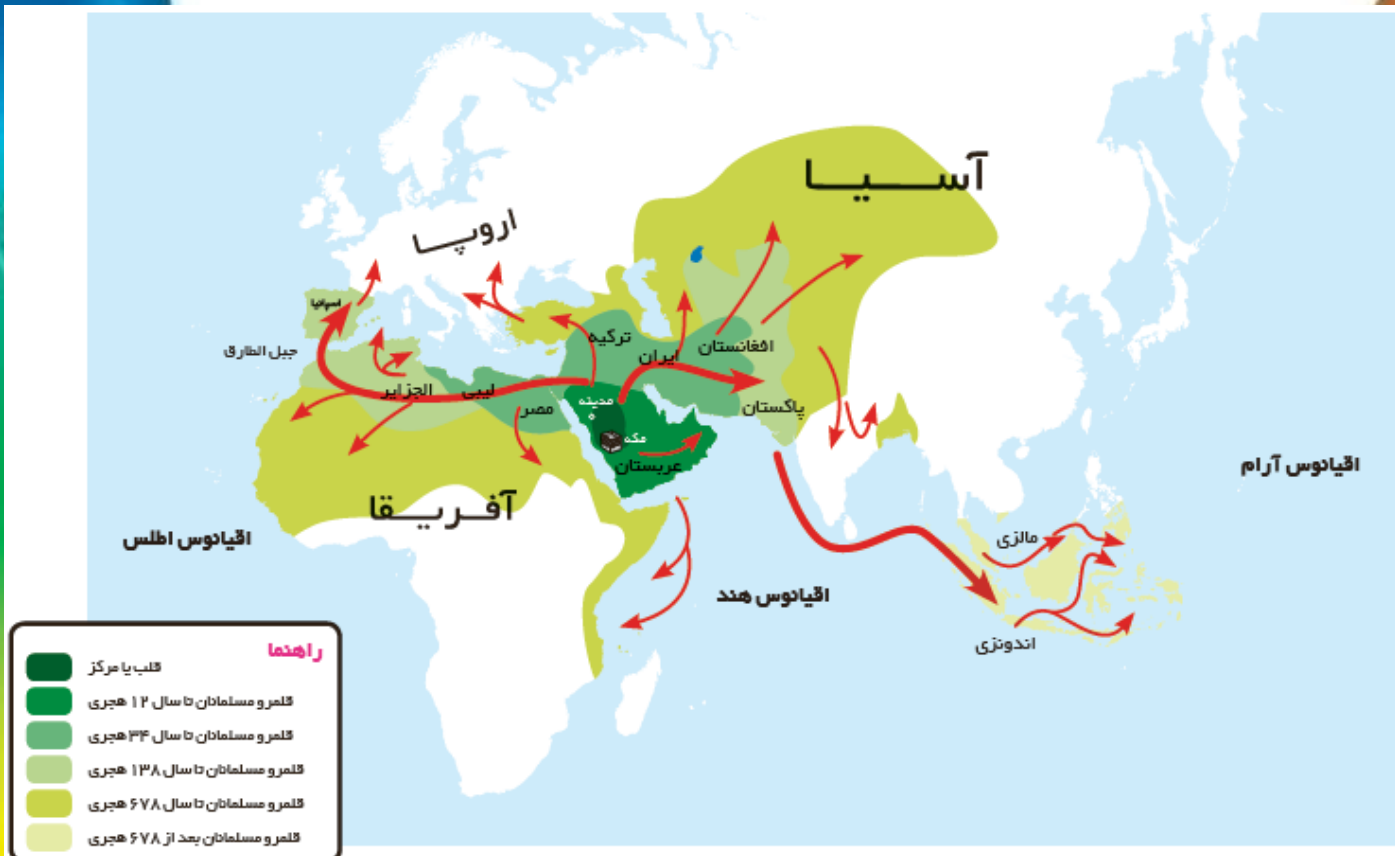 آسیا
اروپا
اسپانیا
جبل الطارق
ترکیه
ایران
افغانستان
الجزایر
لیبی
مصر
مدینه
مکه
عربستان
پاکستان
آفریقا
اقیانوس آرام
اقیانوس اطلس
اقیانوس هند
مالزی
اندونزی
راهنما
قلب یا مرکز
قلمرو مسلمانان تا سال ۱۲ هجری
قلمرو مسلمانان تا سال ۳۴ هجری
قلمرو مسلمانان تا سال ۱۳۸ هجری
قلمرو مسلمانان تا سال ۶۷۸ هجری
قلمرو مسلمانان بعد از ۶۷۸ هجری